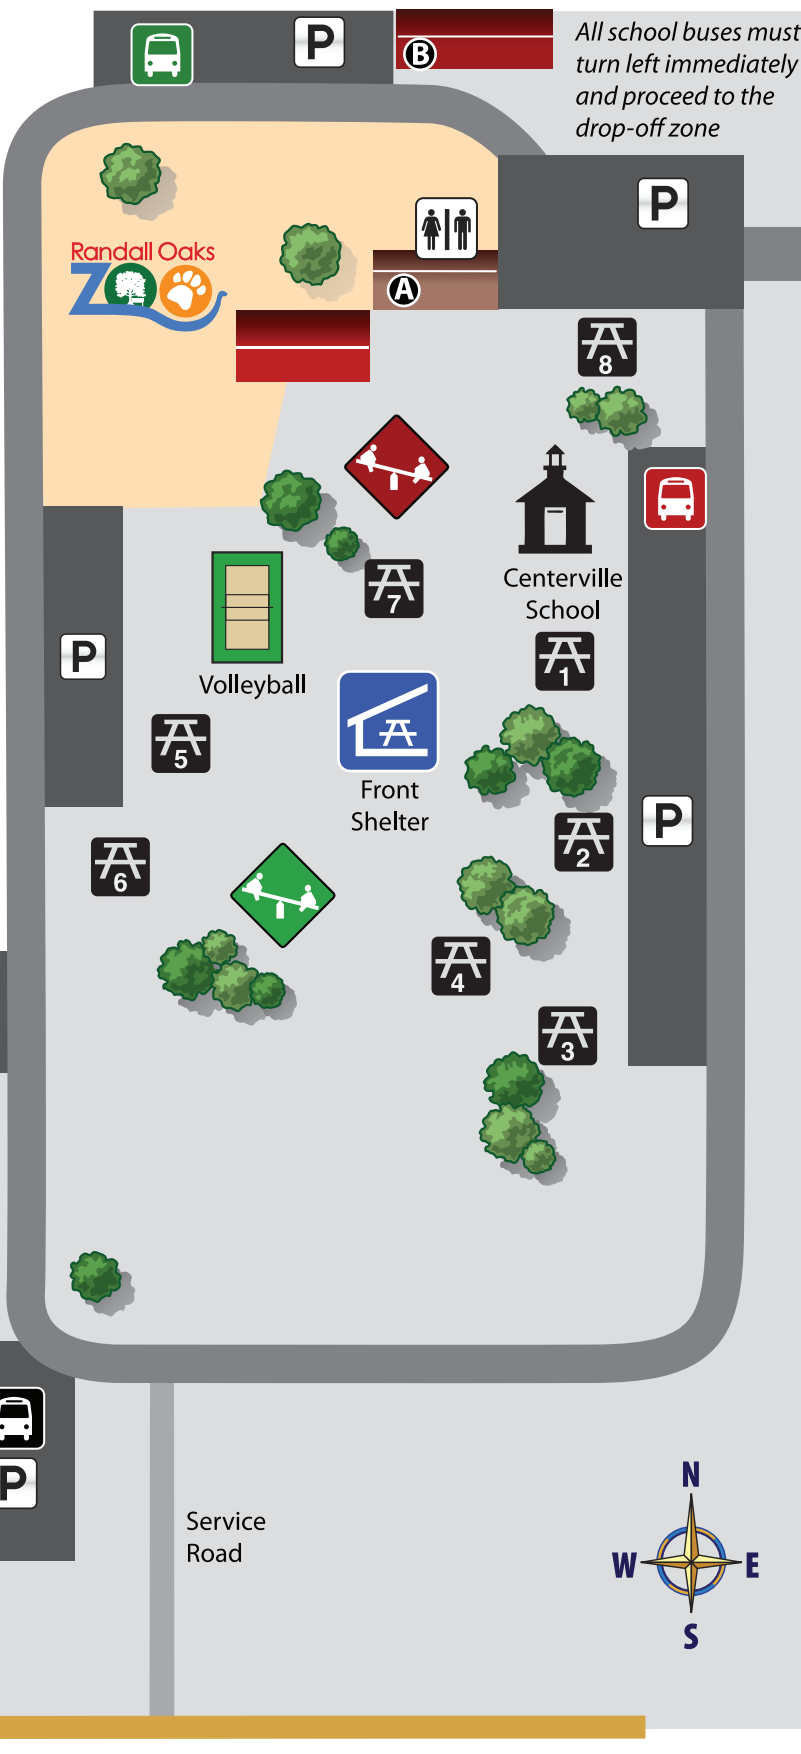 P
B
All school buses must
turn left immediately
and proceed to the
drop-off zone
P
Randall Oaks
ZOO
A
8
Centerville
School
7
1
P
Volleyball
5
Front
Shelter
P
2
6
4
3
P
Service
Road
N
W E
S